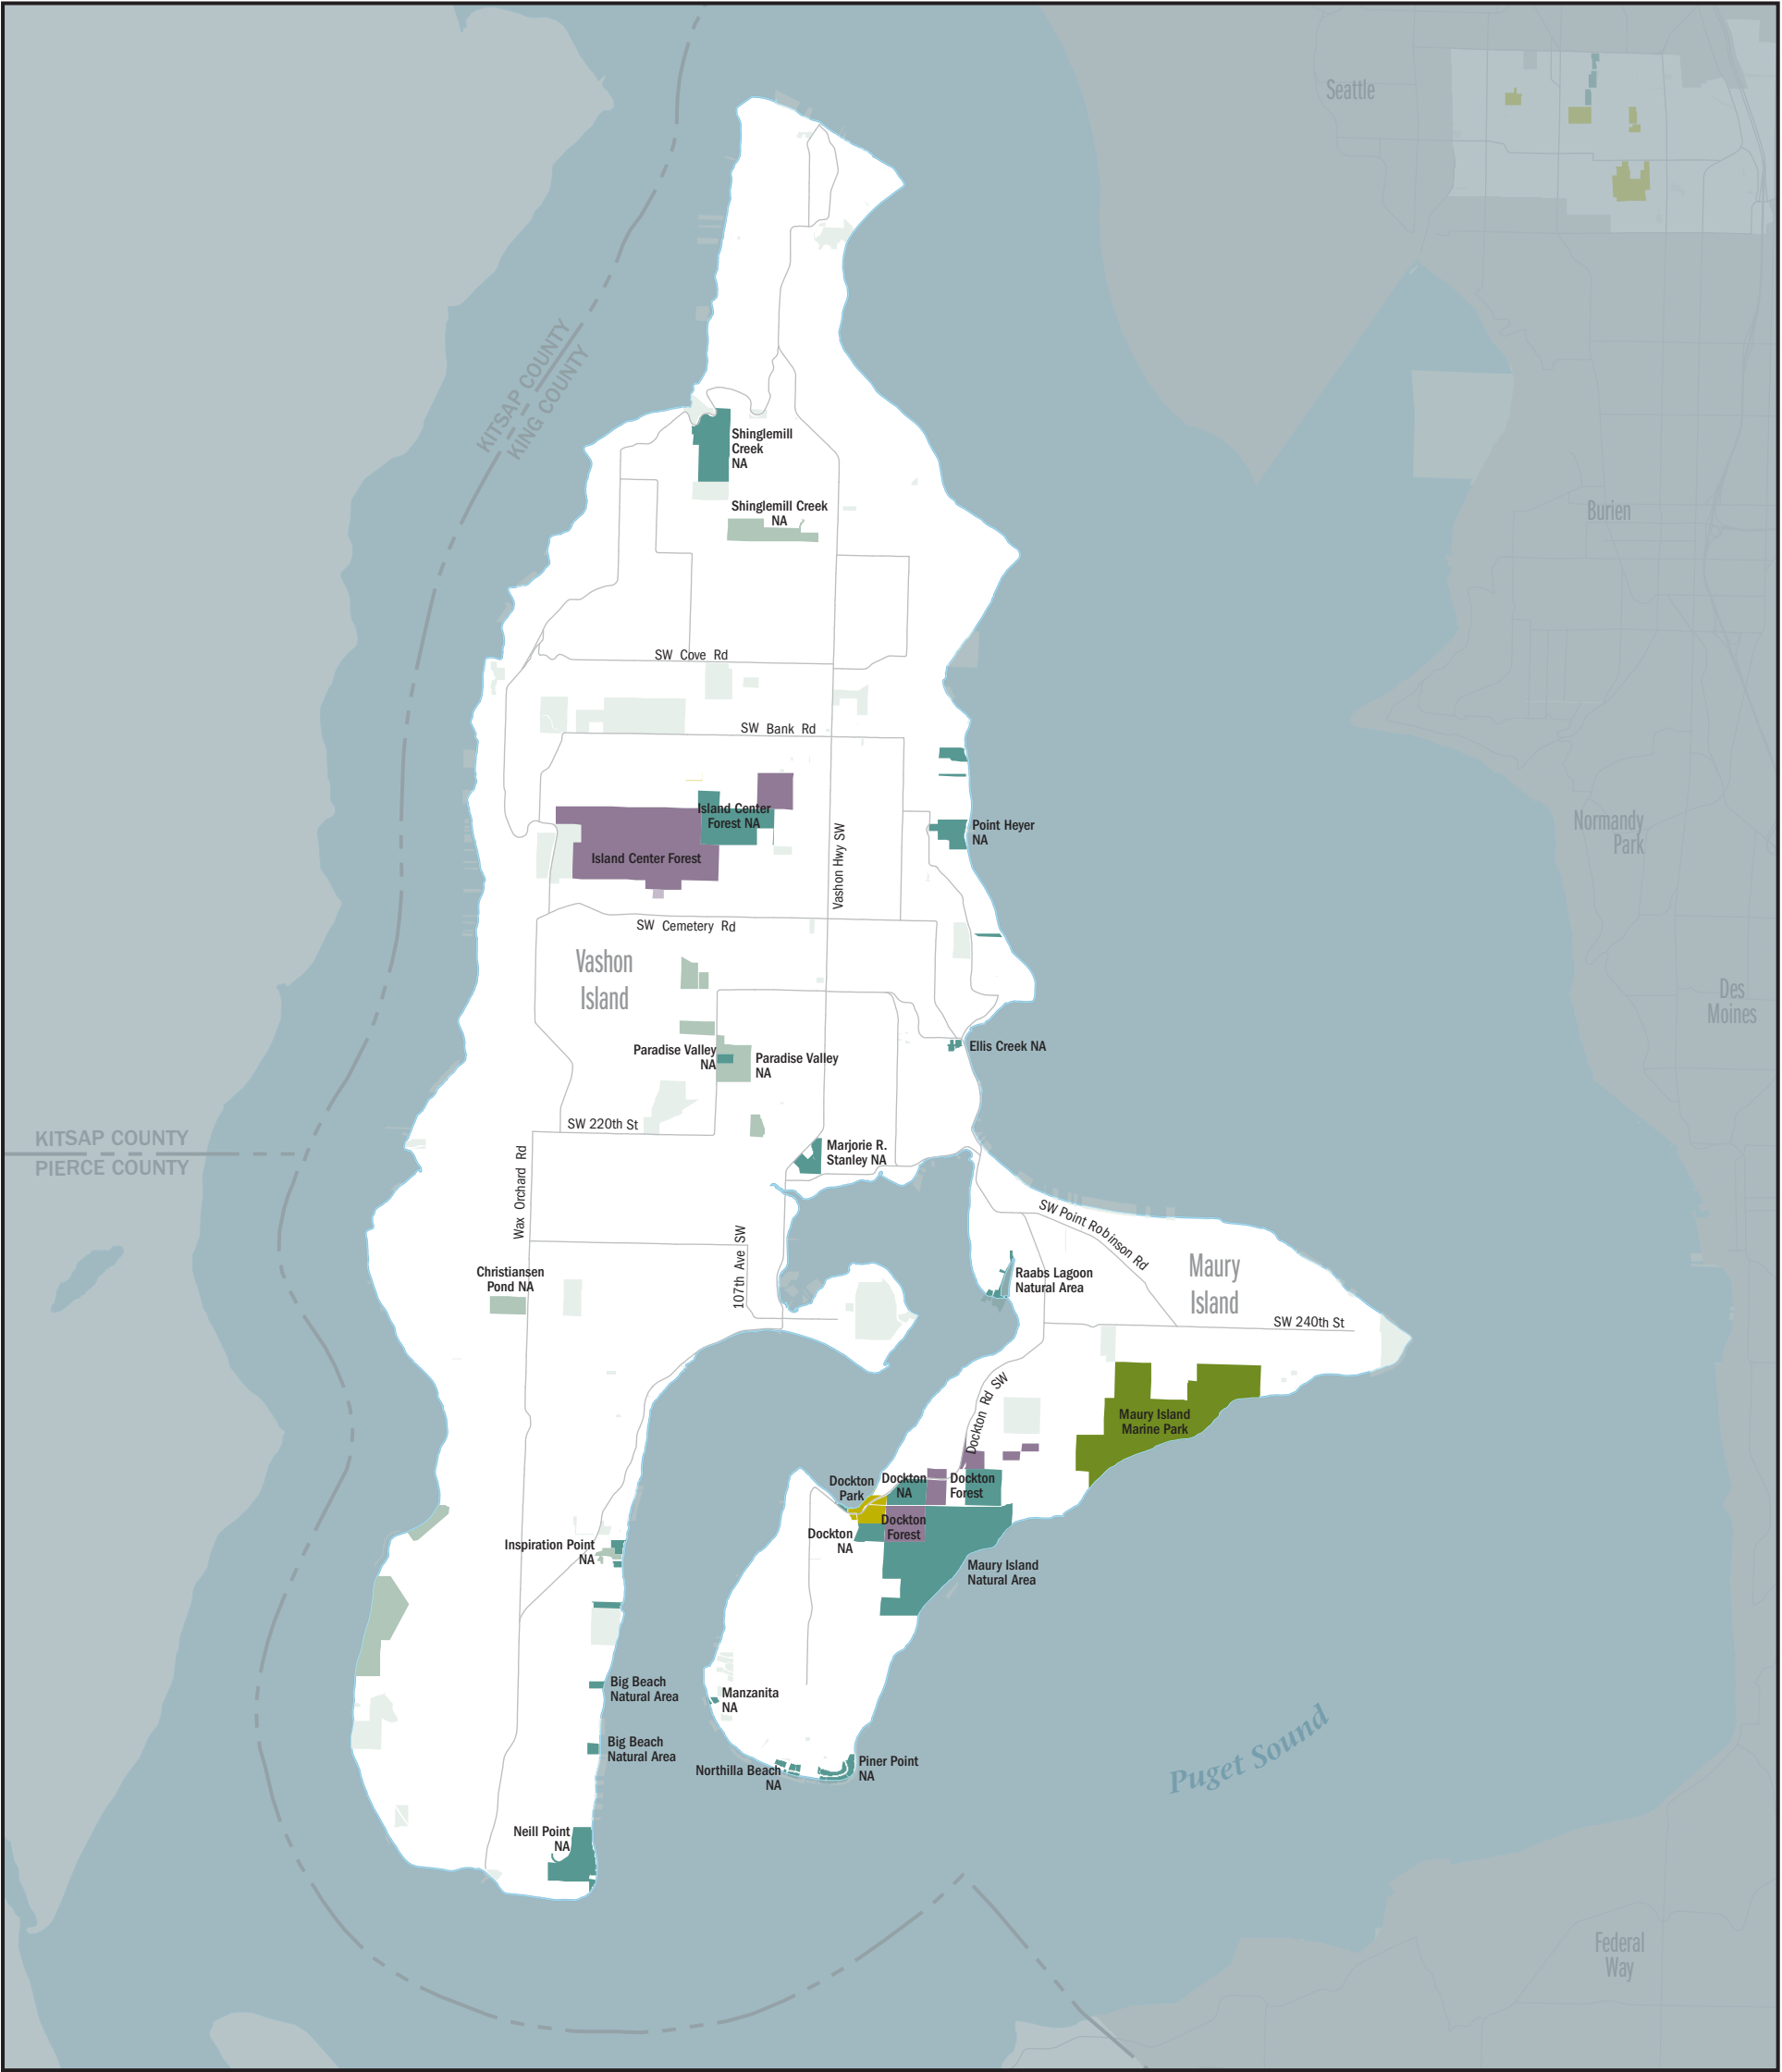 Seattle
KITSAP COUNTY
KING COUNTY
Shinglemill
Creek
NA
Shinglemill Creek
NA
Burien
SW Cove Rd
SW Bank Rd
Island Center
Forest NA
Island Center Forest
Vashon Hwy SW
Point Heyer
NA
Normandy
Park
SW Cemetery Rd
Vashon
Island
Des
Moines
Paradise Valley
NA
Paradise Valley
NA
Ellis Creek NA
KITSAP COUNTY
PIERCE COUNTY
SW 220th St
Wax Orchard Rd
Marjorie R.
Stanley NA
SW Point Robinson Rd
107th Ave SW
Christiansen
Pond NA
Raabs Lagoon
Natural Area
Maury
Island
SW 240th St
Dockton Rd SW
Maury Island
Marine Park
Dockton
Park
Dockton
NA
Dockton
Forest
Dockton
Forest
Dockton
NA
Inspiration Point
NA
Maury Island
Natural Area
Big Beach
Natural Area
Manzanita
NA
Big Beach
Natural Area
Northilla Beach
NA
Piner Point
NA
Puget Sound
Neill Point
NA
Federal
Way